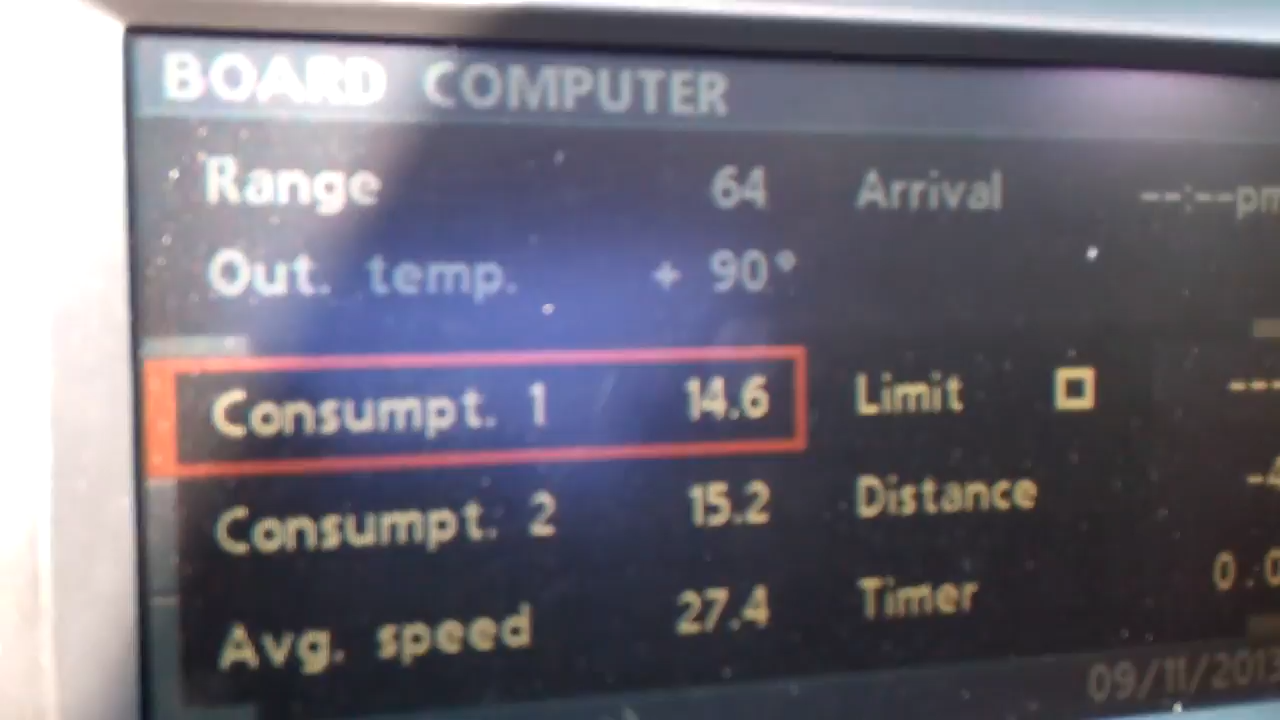 BOARD COMPUTER
Range 64 Arrival --:--pm
Out. temp. + 90°
Consumpt. 1 14.6 Limit ---
Consumpt. 2 15.2 Distance
Avg. speed 27.4 Timer
09/11/2013